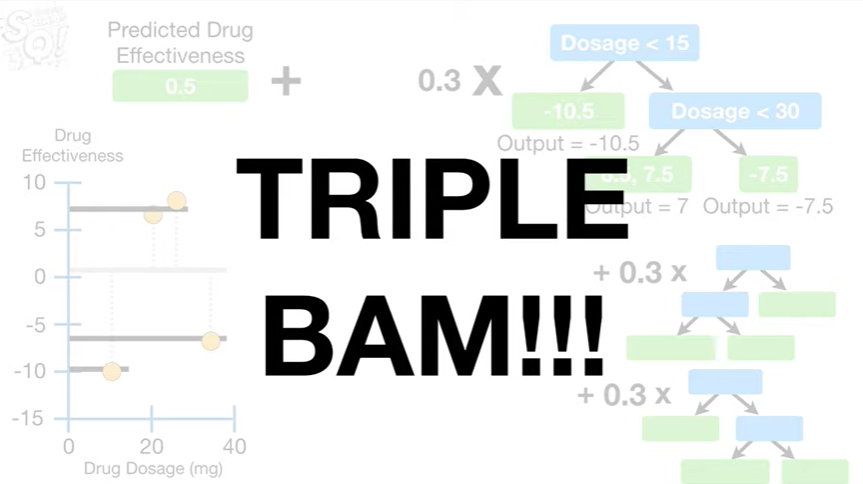 SQ!
Predicted Drug
Effectiveness
0.5
+
0.3 X
Dosage < 15
-10.5
Output = -10.5
Dosage < 30
7.5
Output = 7
-7.5
Output = -7.5
TRIPLE
BAM!!!
+ 0.3 x
+ 0.3 x
Drug
Effectiveness
10
5
0
-5
-10
-15
0 20 40
Drug Dosage (mg)